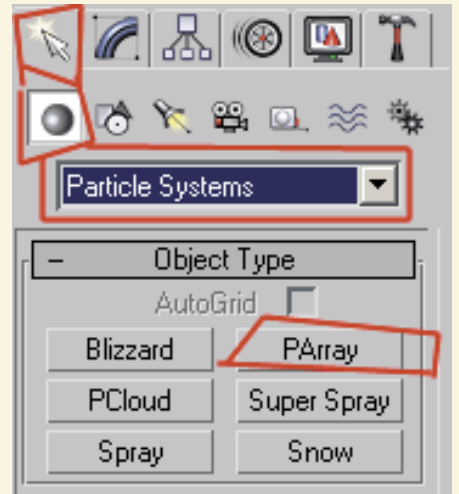 Particle Systems
- Object Type
AutoGrid
Blizzard PArray
PCloud Super Spray
Spray Snow